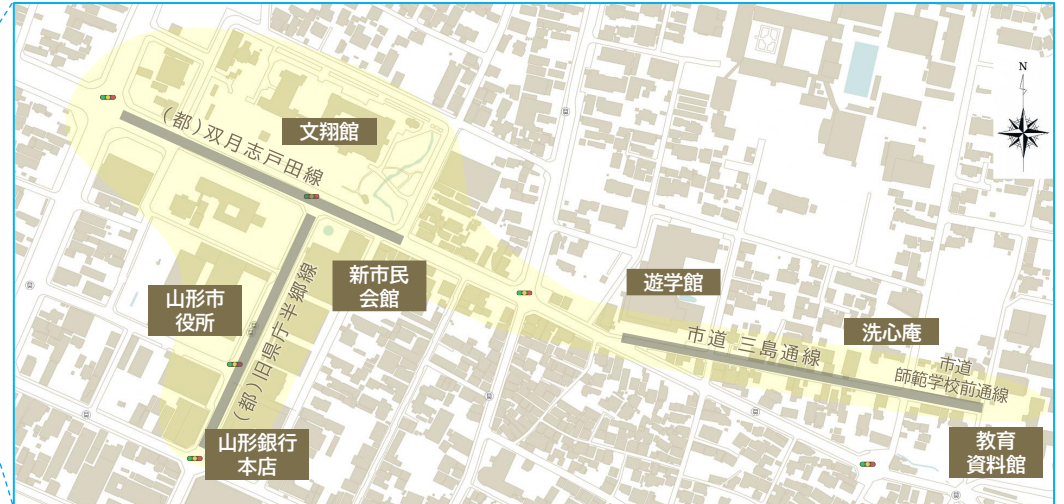 N
文翔館
(都)双月志戸田線
新市民
会館
遊学館
山形市
役所
(都)旧県庁半郷線
市道 三島通線
洗心庵
市道
師範学校前通線
山形銀行
本店
教育
資料館